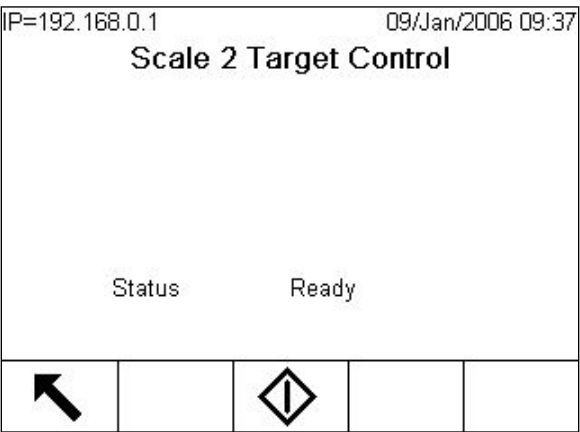 IP=192.168.0.1 09/Jan/2006 09:37
Scale 2 Target Control
Status Ready